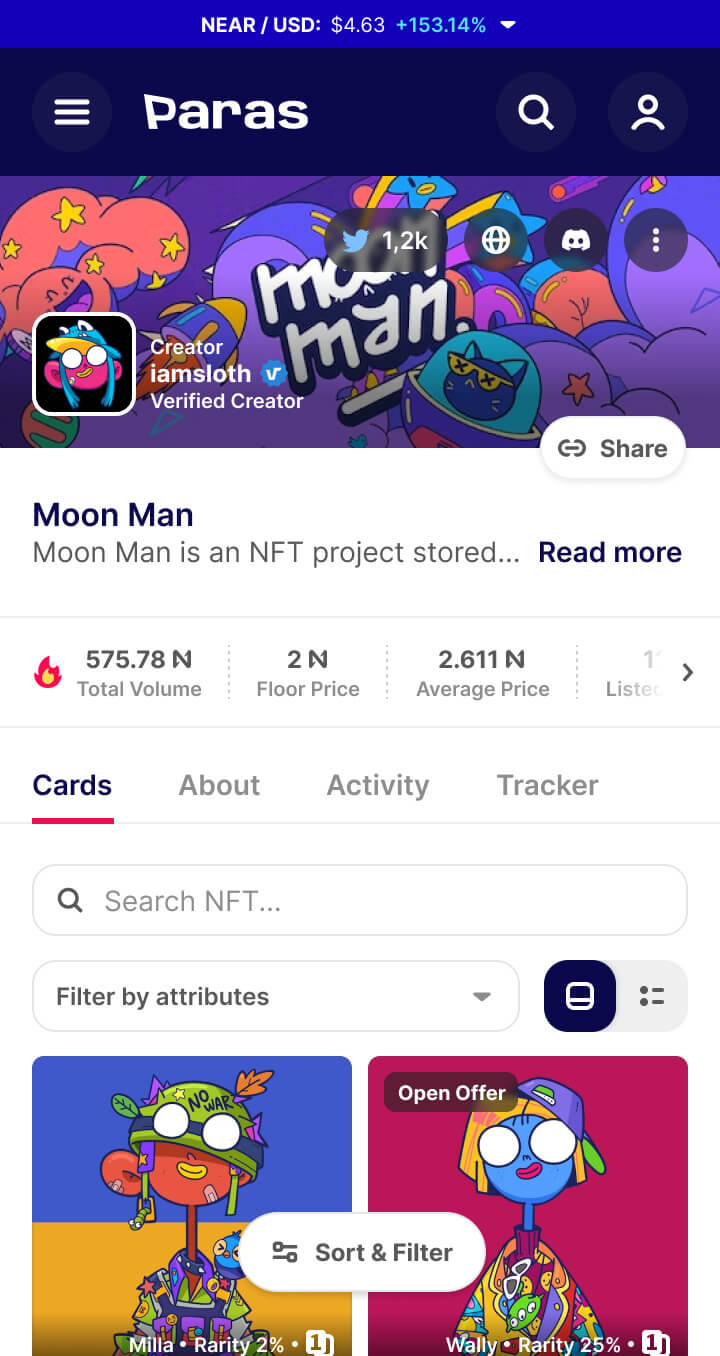 NEAR / USD: $4.63 +153.14%
Paras
1,2k
moon
man.
Creator
iamsloth
Verified Creator
Share
Moon Man
Moon Man is an NFT project stored... Read more
575.78 N 2 N 2.611 N
Total Volume Floor Price Average Price
Cards About Activity Tracker
Search NFT...
Filter by attributes
Open Offer
NO WAR
Sort & Filter
Milla • Rarity 2% • 1 Wally • Rarity 25% • 1